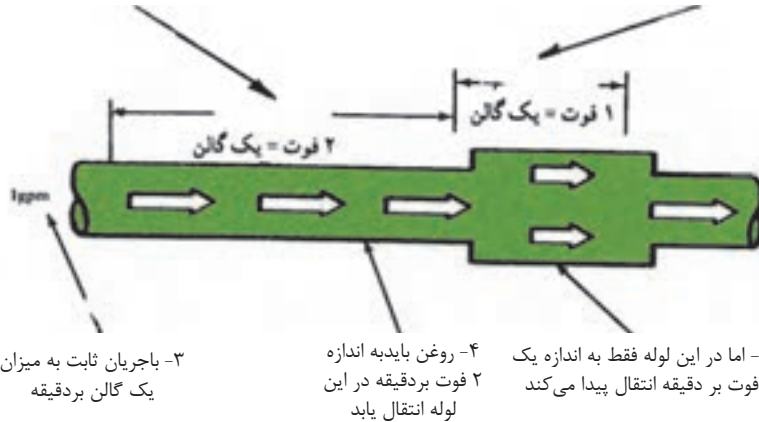 ۱ فوت = یک گالن
۲ فوت = یک گالن
1gpm
- اما در این لوله فقط به اندازه یک
فوت بر دقیقه انتقال پیدا می‌کند
۴- روغن بایدبه اندازه
۲ فوت بردقیقه در این
لوله انتقال یابد
۳- باجریان ثابت به میزان
یک گالن بردقیقه